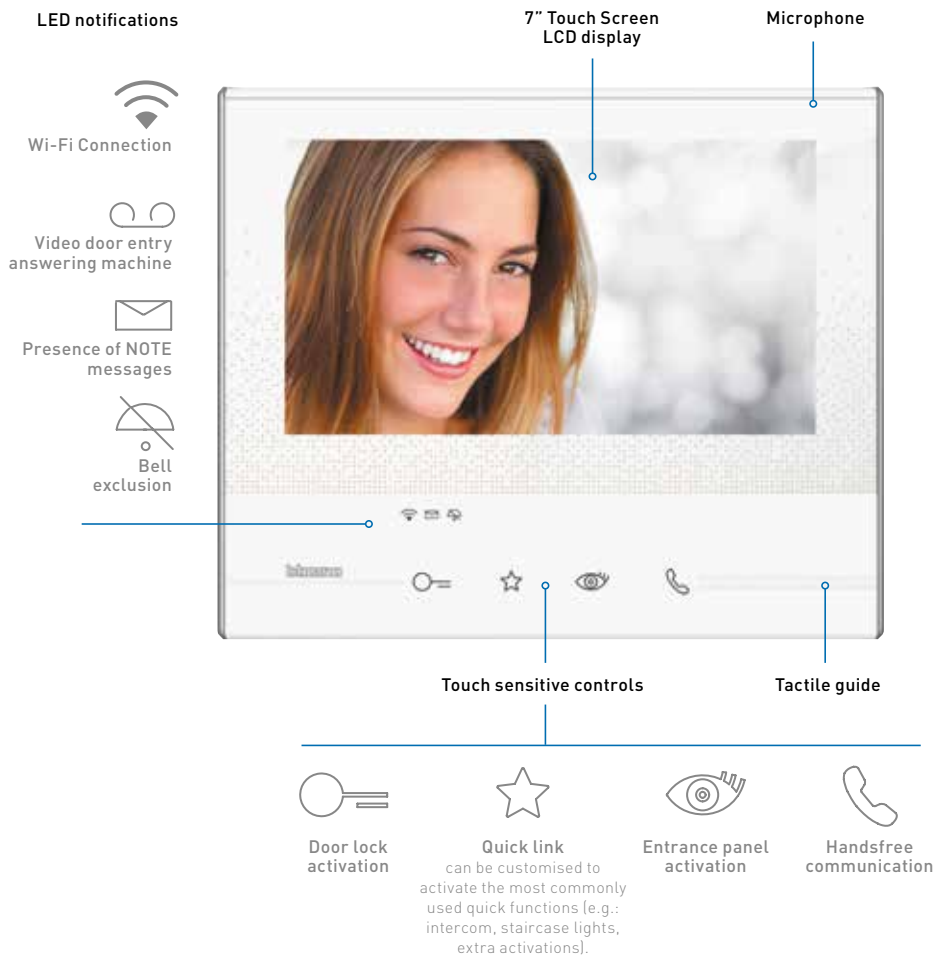 LED notifications
7” Touch Screen
LCD display
Microphone
Wi-Fi Connection
Video door entry
answering machine
Presence of NOTE
messages
Bell
exclusion
bticino
Touch sensitive controls
Tactile guide
Door lock
activation
Quick link
can be customised to
activate the most commonly
used quick functions (e.g.:
intercom, staircase lights,
extra activations).
Entrance panel
activation
Handsfree
communication